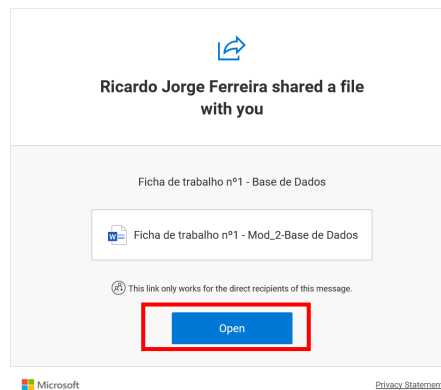 Ricardo Jorge Ferreira shared a file
with you
Ficha de trabalho nº1 - Base de Dados
Ficha de trabalho nº1 - Mod_2-Base de Dados
This link only works for the direct recipients of this message.
Open
Microsoft
Privacy Statement